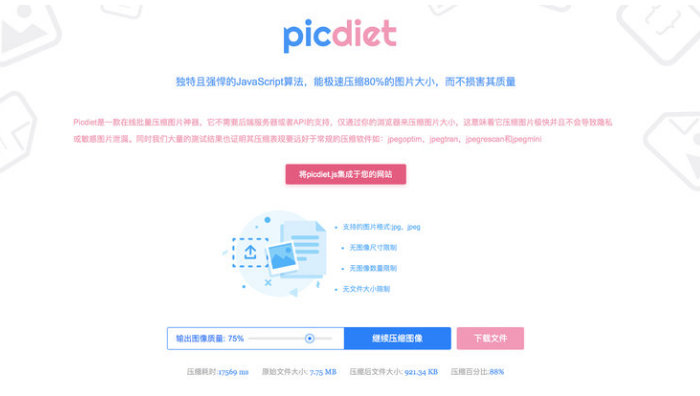 picdiet
独特且强悍的JavaScript算法，能极速压缩80%的图片大小，而不损害其质量
Picdiet是一款在线批量压缩图片神器，它不需要后端服务器或者API的支持，仅通过你的浏览器来压缩图片大小，这意味着它压缩图片极快并且不会导致隐私
或敏感图片泄漏，同时我们大量的测试结果也证明其压缩表现要远好于常规的压缩软件如：jpegoptim、jpegtran、jpegrescan和jpegmini
将picdiet.js集成于您的网站
支持的图片格式:jpg、jpeg
无图像尺寸限制
无图像数量限制
无文件大小限制
输出图像质量: 75% 继续压缩图像 下载文件
压缩耗时:17569 ms 原始文件大小: 7.75 MB 压缩后文件大小: 921.34 KB 压缩百分比:88%